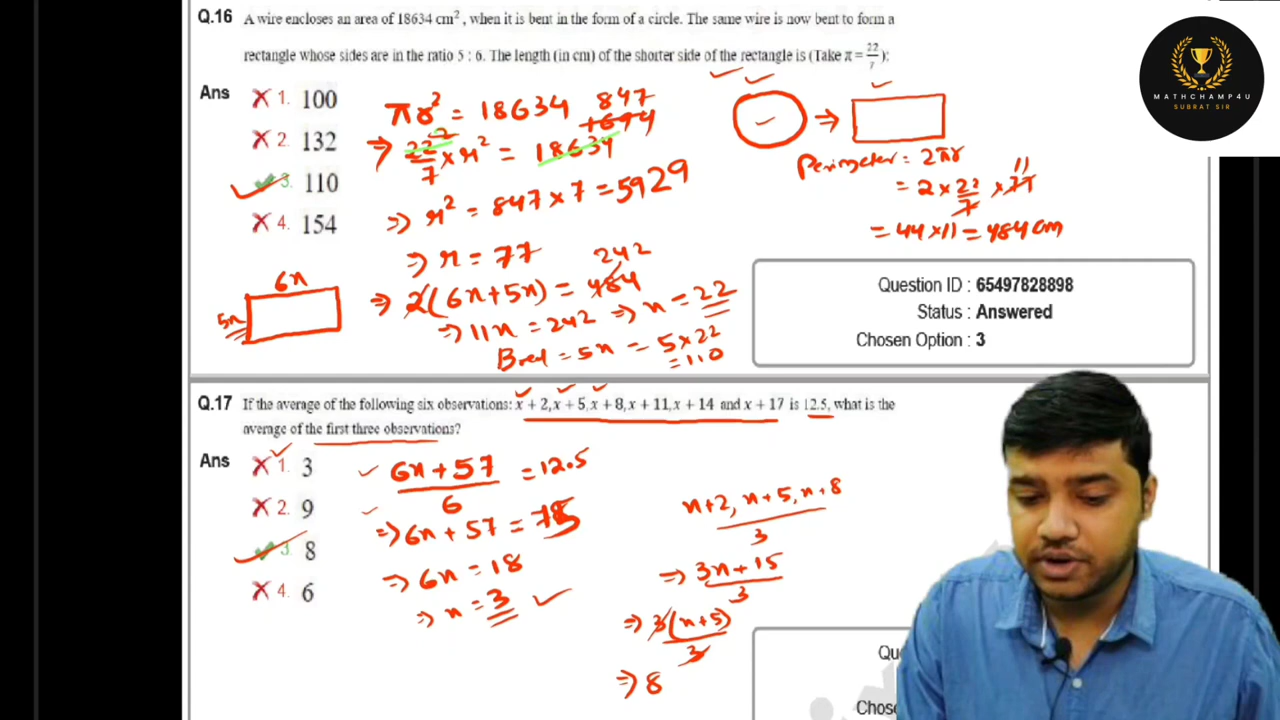 Q.16 A wire encloses an area of 18634 cm², when it is bent in the form of a circle. The same wire is now bent to form a
rectangle whose sides are in the ratio 5 : 6. The length (in cm) of the shorter side of the rectangle is (Take π = 22/7):
Ans
1. 100
2. 132
3. 110
4. 154
πr² = 18634
847
1694
⇒ 22/7 × r² = 18634
⇒ r² = 847 × 7 = 5929
⇒ r = 77
242
⇒ 2(6x+5x) = 484
⇒ 11x = 242 ⇒ x = 22
= 5x = 5×22
= 110
6x
5x
⇒
Perimeter = 2πr
= 2 × 22/7 × 77
11
= 44 × 11 = 484 cm
MATHCHAMP4U
SUBRAT SIR
Question ID : 65497828898
Status : Answered
Chosen Option : 3
Q.17 If the average of the following six observations: x + 2, x + 5, x + 8, x + 11, x + 14 and x + 17 is 12.5, what is the
average of the first three observations?
Ans
1. 3
2. 9
3. 8
4. 6
6x + 57 / 6 = 12.5
⇒ 6x + 57 = 75
⇒ 6x = 18
⇒ x = 3
x+2, x+5, x+8 / 3
⇒ 3x+15 / 3
⇒ 3(x+5) / 3
⇒ 8
Qu
Chos